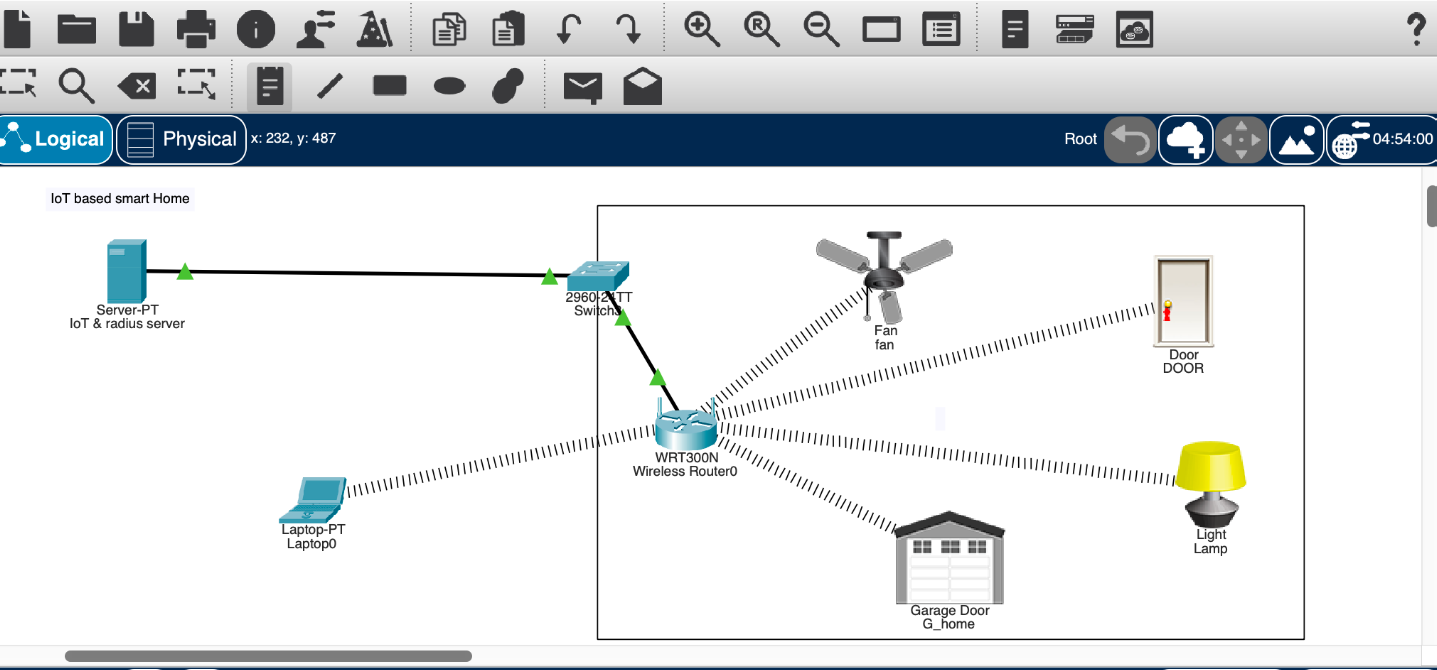 Logical
Physical
x: 232, y: 487
Root
04:54:00
IoT based smart Home
Server-PT
IoT & radius server
2960-24TT
Switch3
Fan
fan
Door
DOOR
WRT300N
Wireless Router0
Laptop-PT
Laptop0
Light
Lamp
Garage Door
G_home